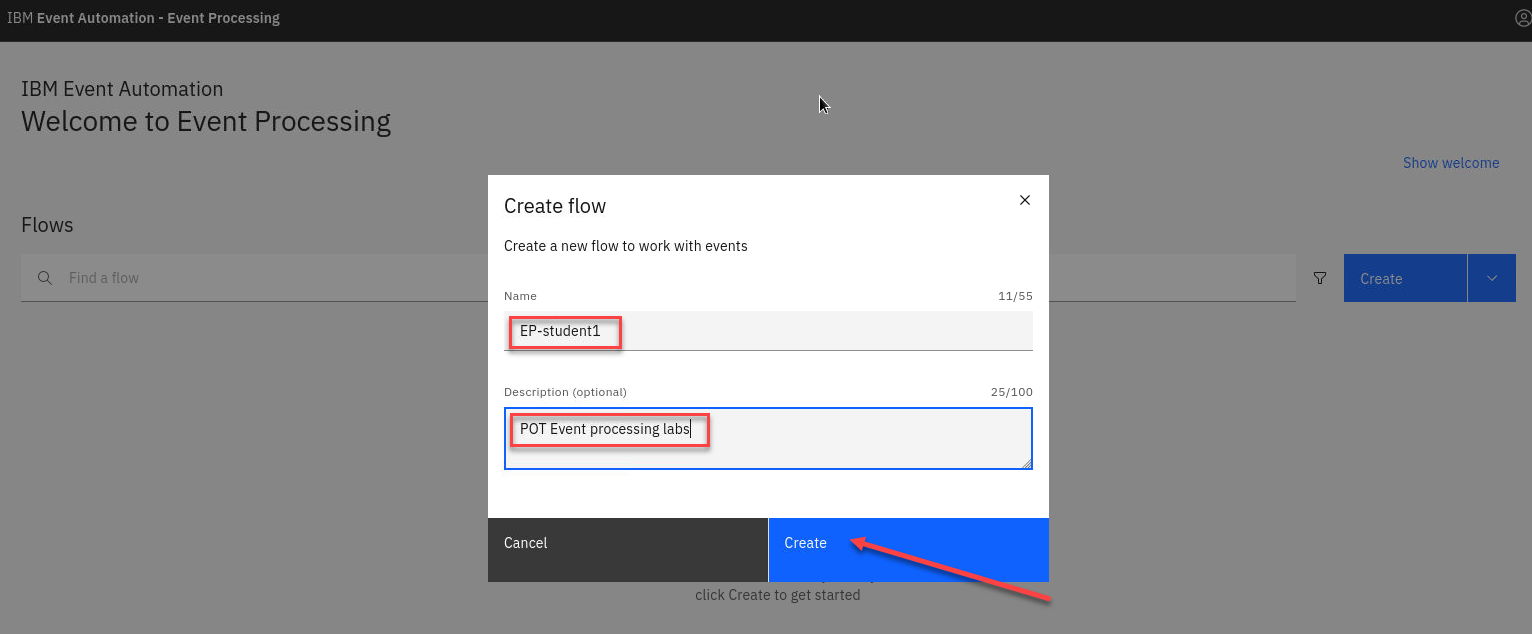 IBM Event Automation - Event Processing
IBM Event Automation
Welcome to Event Processing
Show welcome
Flows
Find a flow
Create
Create flow
Create a new flow to work with events
Name 11/55
EP-student1
Description (optional) 25/100
POT Event processing labs
Cancel
Create
click Create to get started